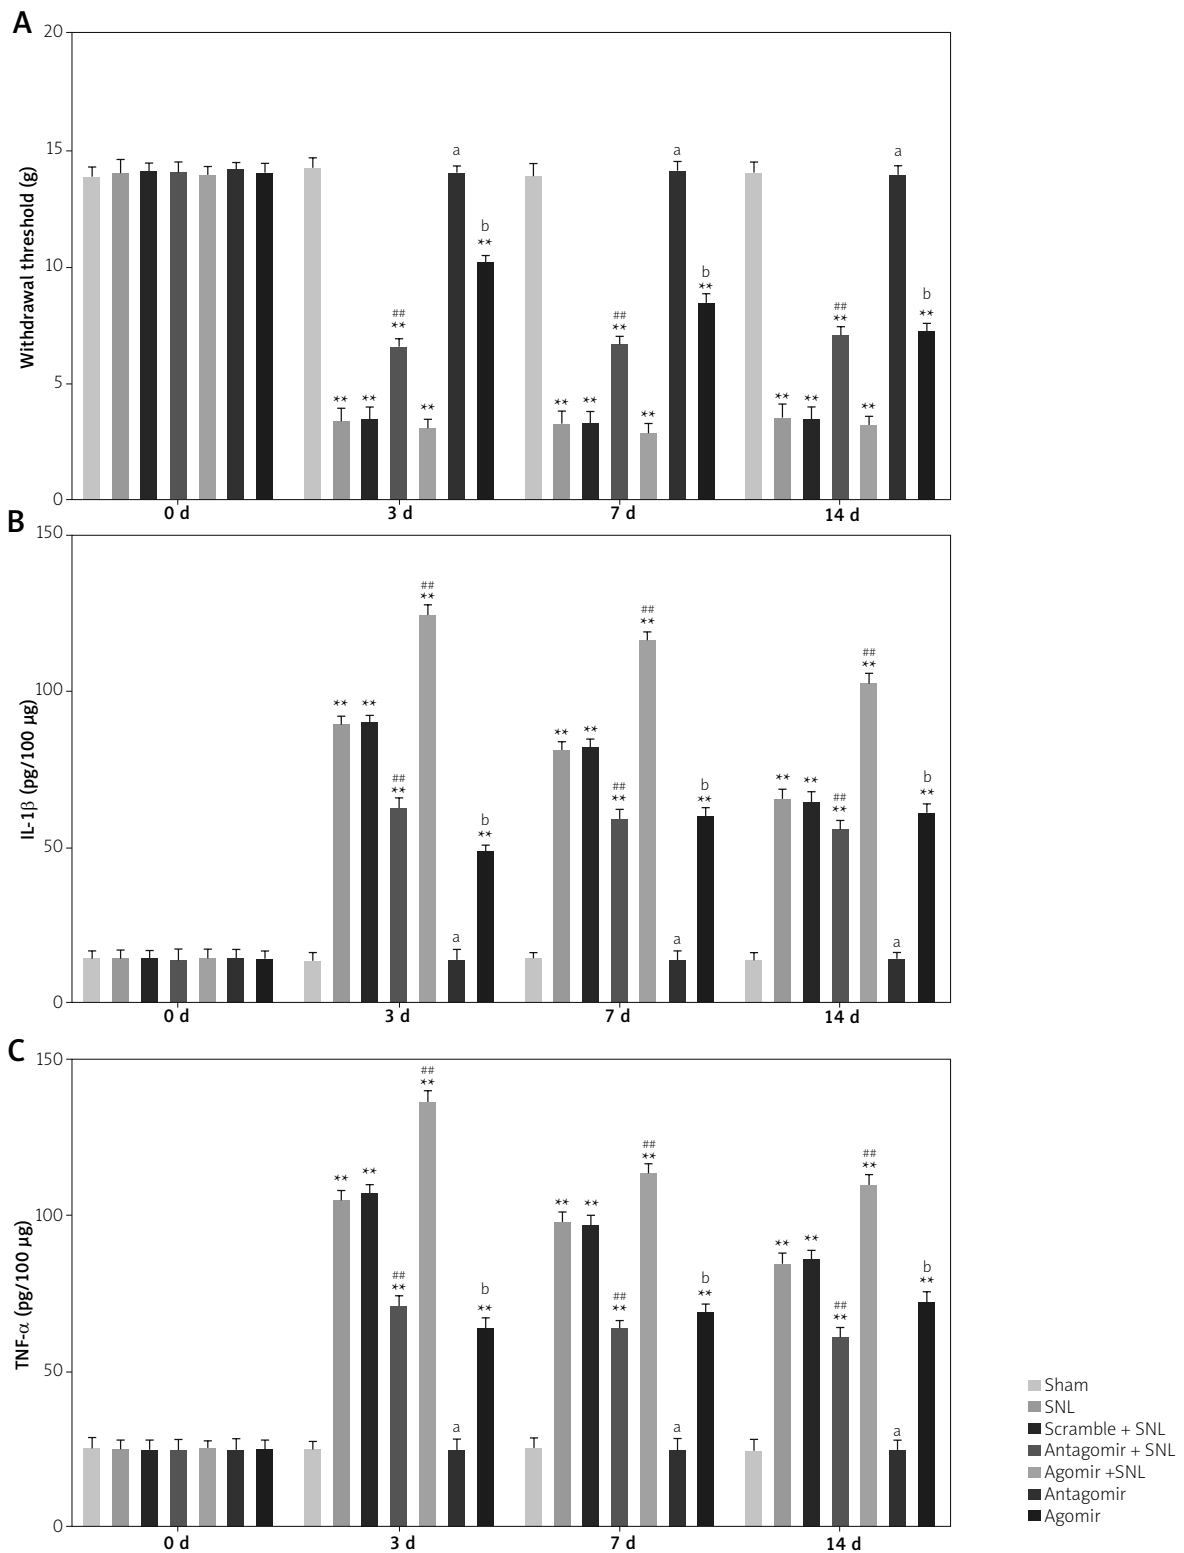 A
20
15
10
5
0
Withdrawal threshold (g)
a
a
a
b
**
b
**
b
**
##
**
##
**
##
**
** ** **
** ** **
** ** **
0 d 3 d 7 d 14 d
B
150
100
50
0
IL-1β (pg/100 µg)
##
**
##
**
##
**
** **
** **
** **
##
**
##
**
##
**
b
**
b
**
b
**
a
a
a
0 d 3 d 7 d 14 d
C
150
100
50
0
TNF-α (pg/100 µg)
##
**
##
**
##
**
** **
** **
** **
##
**
##
**
##
**
b
**
b
**
b
**
a
a
a
0 d 3 d 7 d 14 d
Sham
SNL
Scramble + SNL
Antagomir + SNL
Agomir +SNL
Antagomir
Agomir